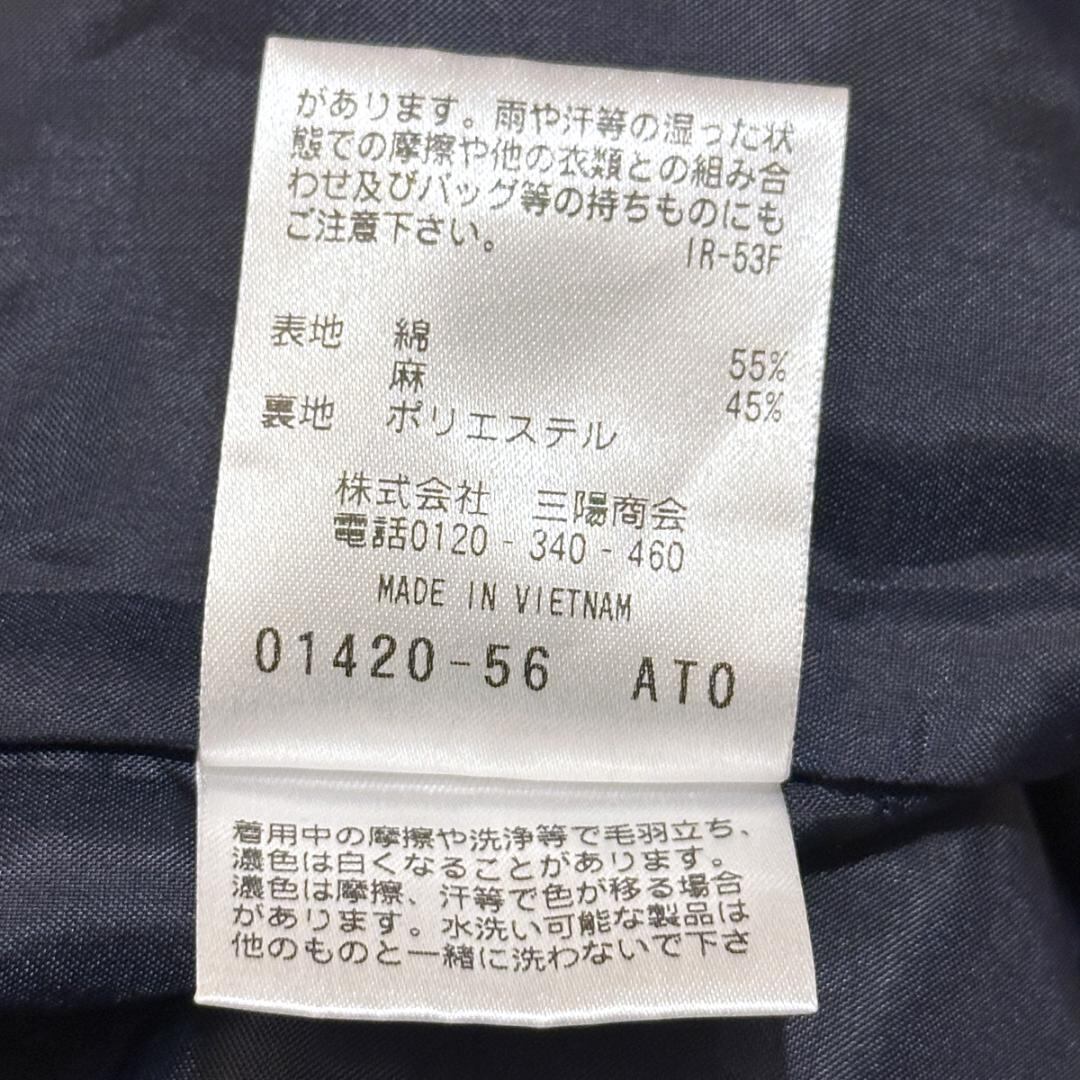 があります。雨や汗等の湿った状
態での摩擦や他の衣類との組み合
わせ及びバッグ等の持ちものにも
ご注意下さい。
IR-53F
表地 綿 55%
麻 45%
裏地 ポリエステル
株式会社 三陽商会
電話0120-340-460
MADE IN VIETNAM
01420-56 ATO
着用中の摩擦や洗浄等で毛羽立ち、
濃色は白くなることがあります。
濃色は摩擦、汗等で色が移る場合
があります。水洗い可能な製品は
他のものと一緒に洗わないで下さ